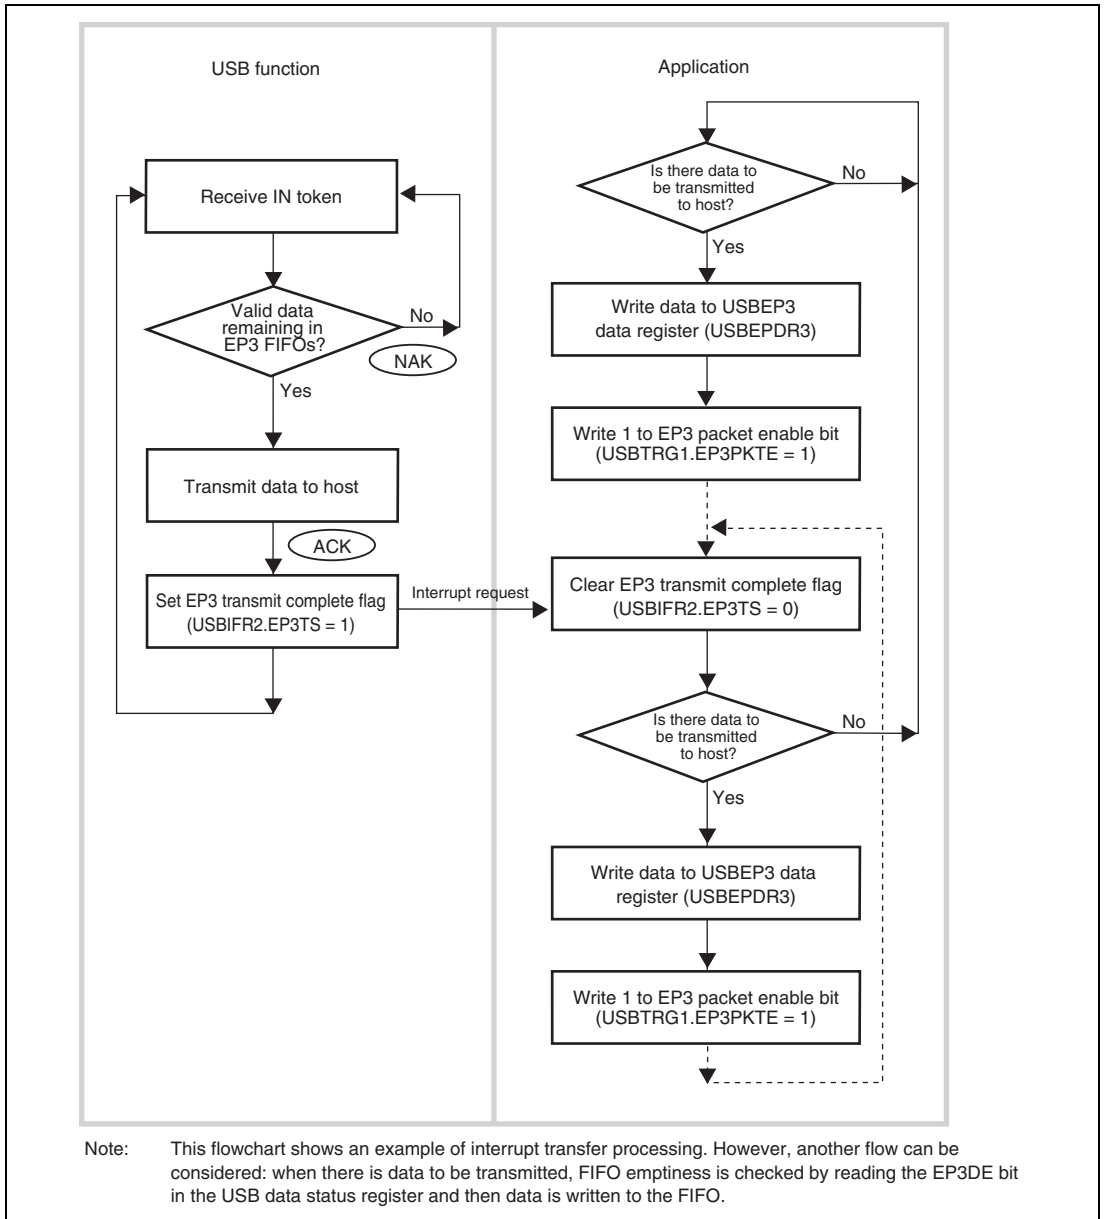 USB function
Application
Receive IN token
Valid data
remaining in
EP3 FIFOs?
No
NAK
Yes
Transmit data to host
ACK
Set EP3 transmit complete flag
(USBIFR2.EP3TS = 1)
Interrupt request
Is there data to
be transmitted
to host?
No
Yes
Write data to USBEP3
data register (USBEPDR3)
Write 1 to EP3 packet enable bit
(USBTRG1.EP3PKTE = 1)
Clear EP3 transmit complete flag
(USBIFR2.EP3TS = 0)
Is there data to
be transmitted
to host?
No
Yes
Write data to USBEP3 data
register (USBEPDR3)
Write 1 to EP3 packet enable bit
(USBTRG1.EP3PKTE = 1)
Note: This flowchart shows an example of interrupt transfer processing. However, another flow can be
considered: when there is data to be transmitted, FIFO emptiness is checked by reading the EP3DE bit
in the USB data status register and then data is written to the FIFO.